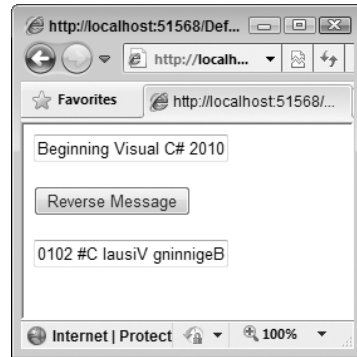 http://localhost:51568/Def...
http://localh...
Favorites
http://localhost:51568/...
Beginning Visual C# 2010
Reverse Message
0102 #C lausiV gninnigeB
Internet | Protect
100%